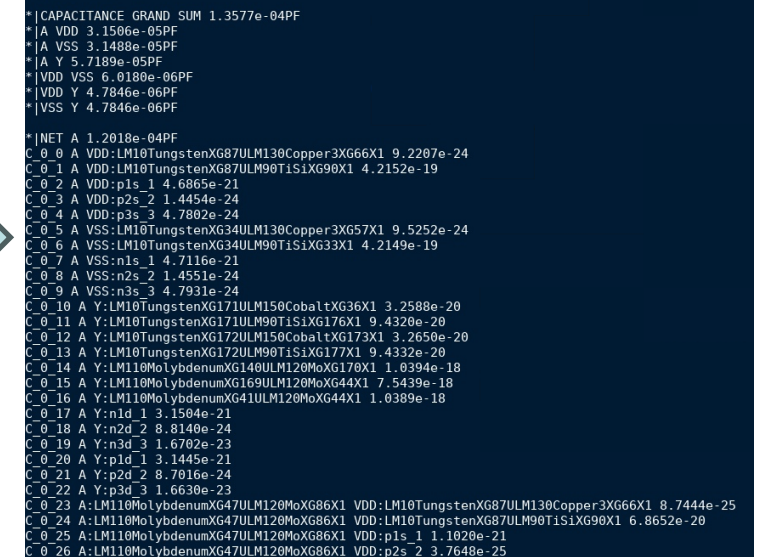 *|CAPACITANCE GRAND SUM 1.3577e-04PF
*|A VDD 3.1506e-05PF
*|A VSS 3.1488e-05PF
*|A Y 5.7189e-05PF
*|VDD VSS 6.0180e-06PF
*|VDD Y 4.7846e-06PF
*|VSS Y 4.7846e-06PF
*|NET A 1.2018e-04PF
C_0_0 A VDD:LM10TungstenXG87ULM130Copper3XG66X1 9.2207e-24
C_0_1 A VDD:LM10TungstenXG87ULM90TiSiXG90X1 4.2152e-19
C_0_2 A VDD:p1s_1 4.6865e-21
C_0_3 A VDD:p2s_2 1.4454e-24
C_0_4 A VDD:p3s_3 4.7802e-24
C_0_5 A VSS:LM10TungstenXG34ULM130Copper3XG57X1 9.5252e-24
C_0_6 A VSS:LM10TungstenXG34ULM90TiSiXG33X1 4.2149e-19
C_0_7 A VSS:n1s_1 4.7116e-21
C_0_8 A VSS:n2s_2 1.4551e-24
C_0_9 A VSS:n3s_3 4.7931e-24
C_0_10 A Y:LM10TungstenXG171ULM150CobaltXG36X1 3.2588e-20
C_0_11 A Y:LM10TungstenXG171ULM90TiSiXG176X1 9.4320e-20
C_0_12 A Y:LM10TungstenXG172ULM150CobaltXG173X1 3.2650e-20
C_0_13 A Y:LM10TungstenXG172ULM90TiSiXG177X1 9.4332e-20
C_0_14 A Y:LM110MolybdenumXG140ULM120MoXG170X1 1.0394e-18
C_0_15 A Y:LM110MolybdenumXG169ULM120MoXG44X1 7.5439e-18
C_0_16 A Y:LM110MolybdenumXG41ULM120MoXG44X1 1.0389e-18
C_0_17 A Y:n1d_1 3.1504e-21
C_0_18 A Y:n2d_2 8.8140e-24
C_0_19 A Y:n3d_3 1.6702e-23
C_0_20 A Y:p1d_1 3.1445e-21
C_0_21 A Y:p2d_2 8.7016e-24
C_0_22 A Y:p3d_3 1.6630e-23
C_0_23 A:LM110MolybdenumXG47ULM120MoXG86X1 VDD:LM10TungstenXG87ULM130Copper3XG66X1 8.7444e-25
C_0_24 A:LM110MolybdenumXG47ULM120MoXG86X1 VDD:LM10TungstenXG87ULM90TiSiXG90X1 6.8652e-20
C_0_25 A:LM110MolybdenumXG47ULM120MoXG86X1 VDD:p1s_1 1.1020e-21
C_0_26 A:LM110MolybdenumXG47ULM120MoXG86X1 VDD:p2s_2 3.7648e-25